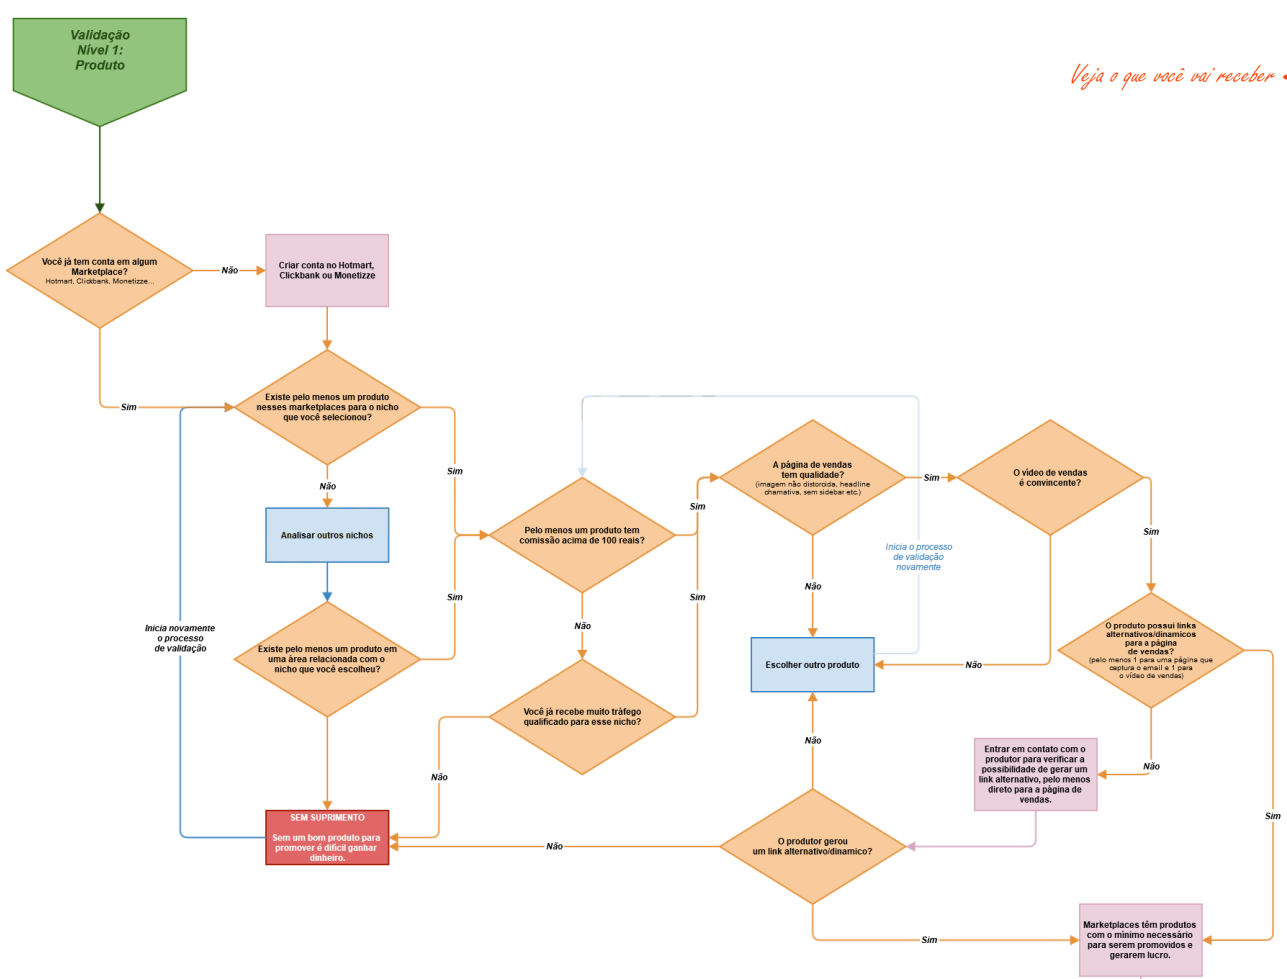 Validação
Nível 1:
Produto
Veja o que você vai receber
Você já tem conta em algum
Marketplace?
Hotmart, Clickbank, Monetizze...
Não
Criar conta no Hotmart,
Clickbank ou Monetizze
Sim
Existe pelo menos um produto
nesses marketplaces para o nicho
que você selecionou?
Sim
Não
Analisar outros nichos
Inicia novamente
o processo
de validação
Existe pelo menos um produto em
uma àrea relacionada com o
nicho que você escolheu?
Sim
SEM SUPRIMENTO
Sem um bom produto para
promover é dificil ganhar
dinheiro.
Pelo menos um produto tem
comissão acima de 100 reais?
Sim
Não
Você já recebe muito tràfego
qualificado para esse nicho?
Sim
Não
A pàgina de vendas
tem qualidade?
(imagem não distorcida, headline
chamativa, sem sidebar etc.)
Sim
Não
Inicia o processo
de validação
novamente
Escolher outro produto
O video de vendas
é convincente?
Sim
Não
O produto possui links
alternativos/dinamicos
para a pàgina
de vendas?
(pelo menos 1 para uma página que
captura o email e 1 para
o vídeo de vendas)
Não
Sim
Entrar em contato com o
produtor para verificar a
possibilidade de gerar um
link alternativo, pelo menos
direto para a pàgina de
vendas.
O produtor gerou
um link alternativo/dinamico?
Não
Não
Sim
Marketplaces têm produtos
com o mìnimo necessário
para serem promovidos e
gerarem lucro.